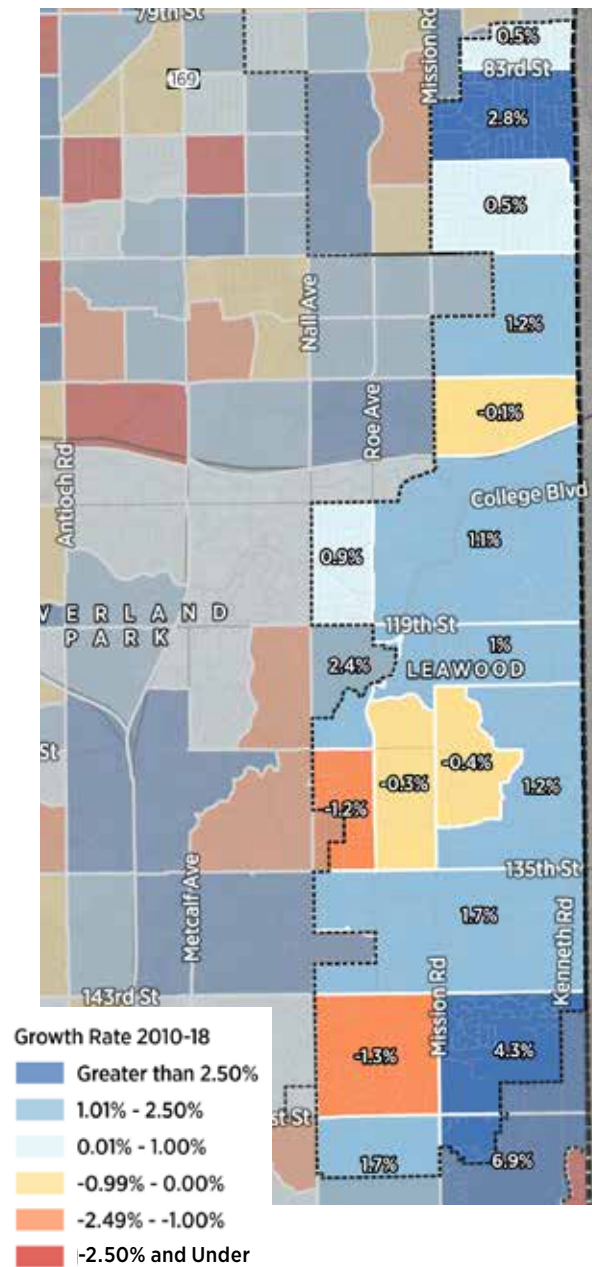 79th St
Mission Rd
0.5%
83rd St
169
2.8%
0.5%
Nall Ave
1.2%
Roe Ave
-0.1%
Antioch Rd
College Blvd
1.1%
0.9%
VERLAND
PARK
119th St
1%
2.4%
LEAWOOD
St
-0.4%
-0.3%
1.2%
-1.2%
135th St
Metcalf Ave
1.7%
Kenneth Rd
Mission Rd
143rd St
-1.3%
4.3%
st St
1.7%
6.9%
Growth Rate 2010-18
Greater than 2.50%
1.01% - 2.50%
0.01% - 1.00%
-0.99% - 0.00%
-2.49% - -1.00%
-2.50% and Under